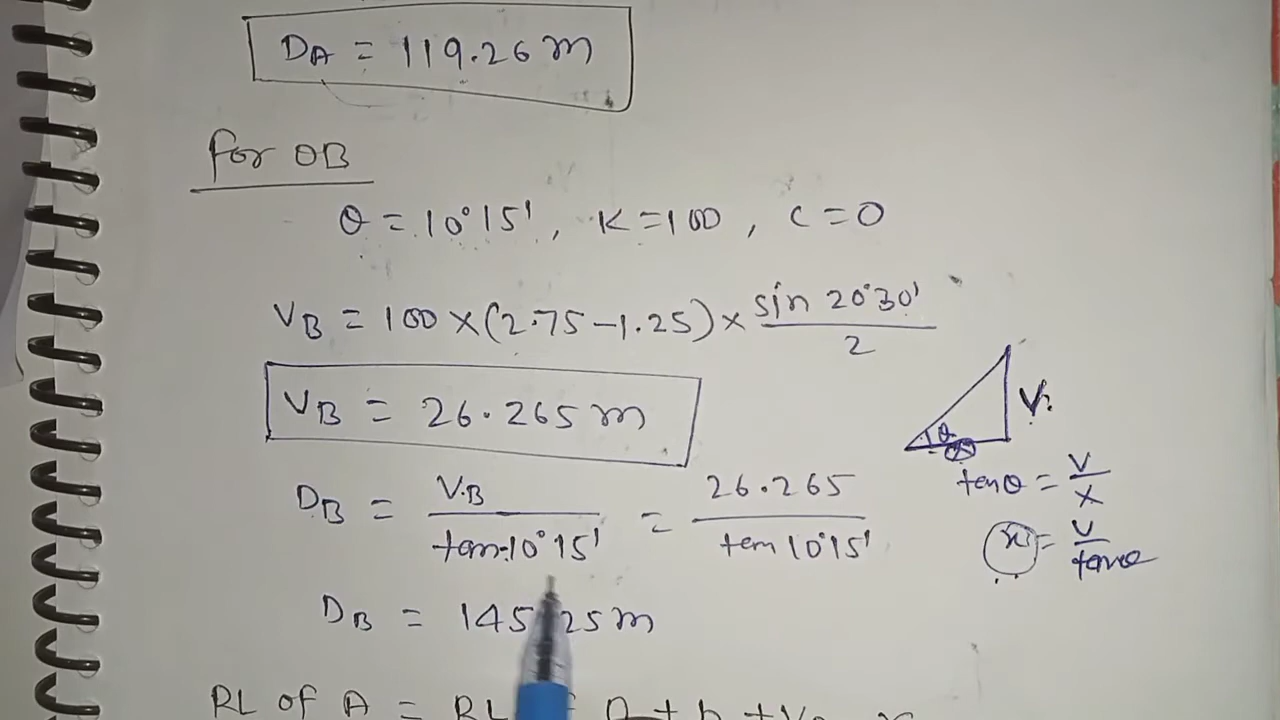 DA = 119.26 m
for OB
θ = 10°15', K=100, C=0
VB = 100 x (2.75-1.25) x sin 20°30' / 2
VB = 26.265 m
V
θ
DB = V.B / tan 10°15' = 26.265 / tan 10°15'
tanθ = V / x
x = V / tanθ
DB = 145.25 m
RL of A = RL